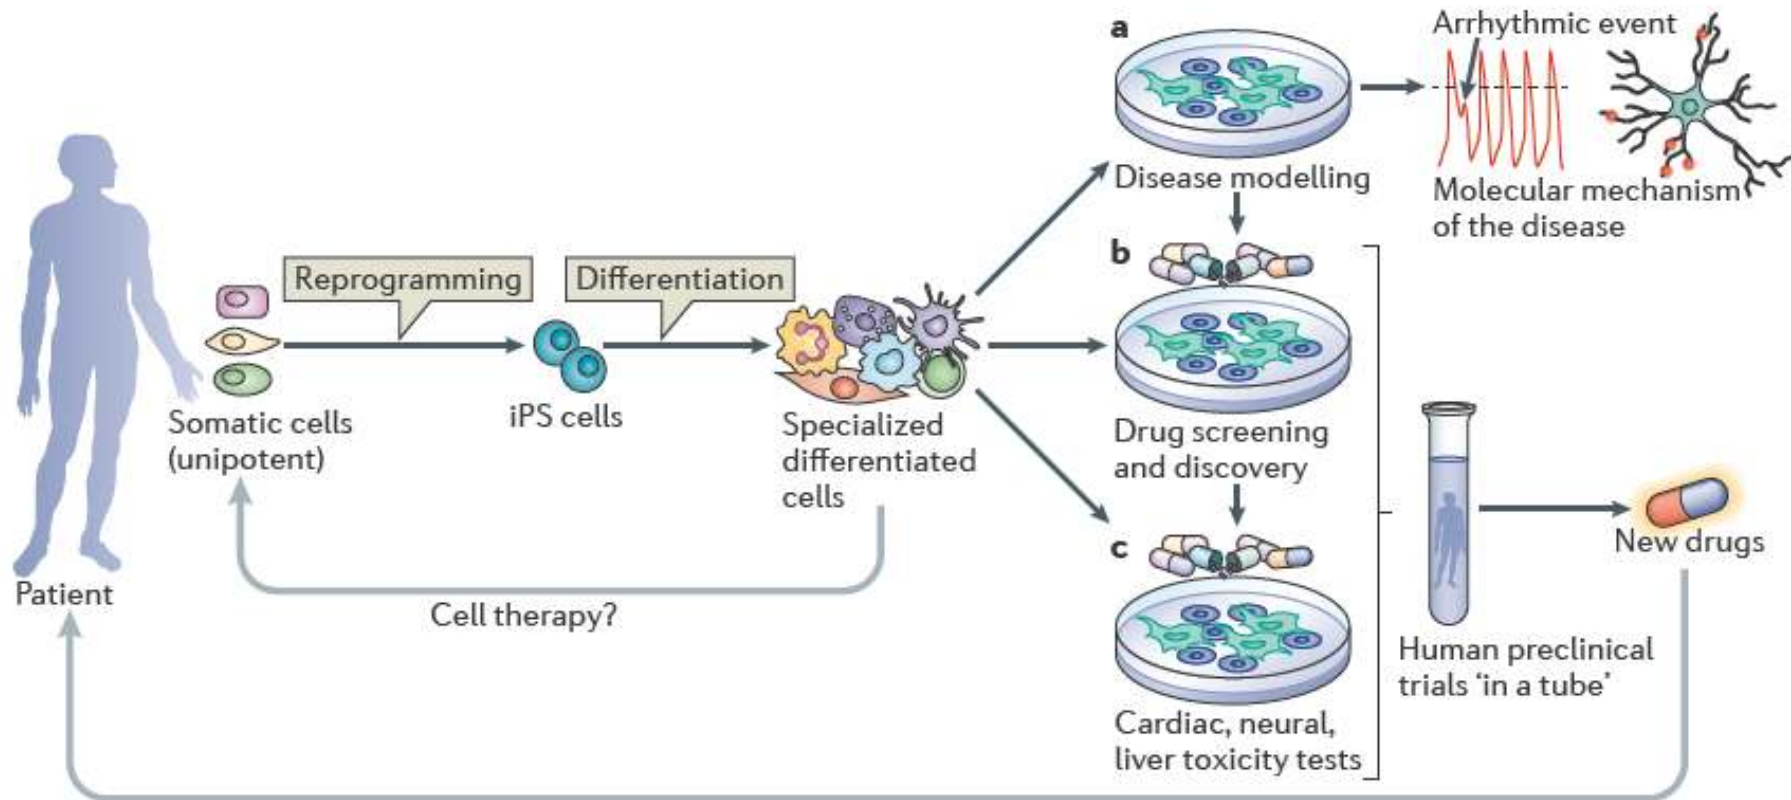 a
Arrhythmic event
Disease modelling
Molecular mechanism
of the disease
b
Reprogramming
Differentiation
Somatic cells
(unipotent)
iPS cells
Specialized
differentiated
cells
Drug screening
and discovery
c
New drugs
Patient
Cell therapy?
Human preclinical
trials ‘in a tube’
Cardiac, neural,
liver toxicity tests